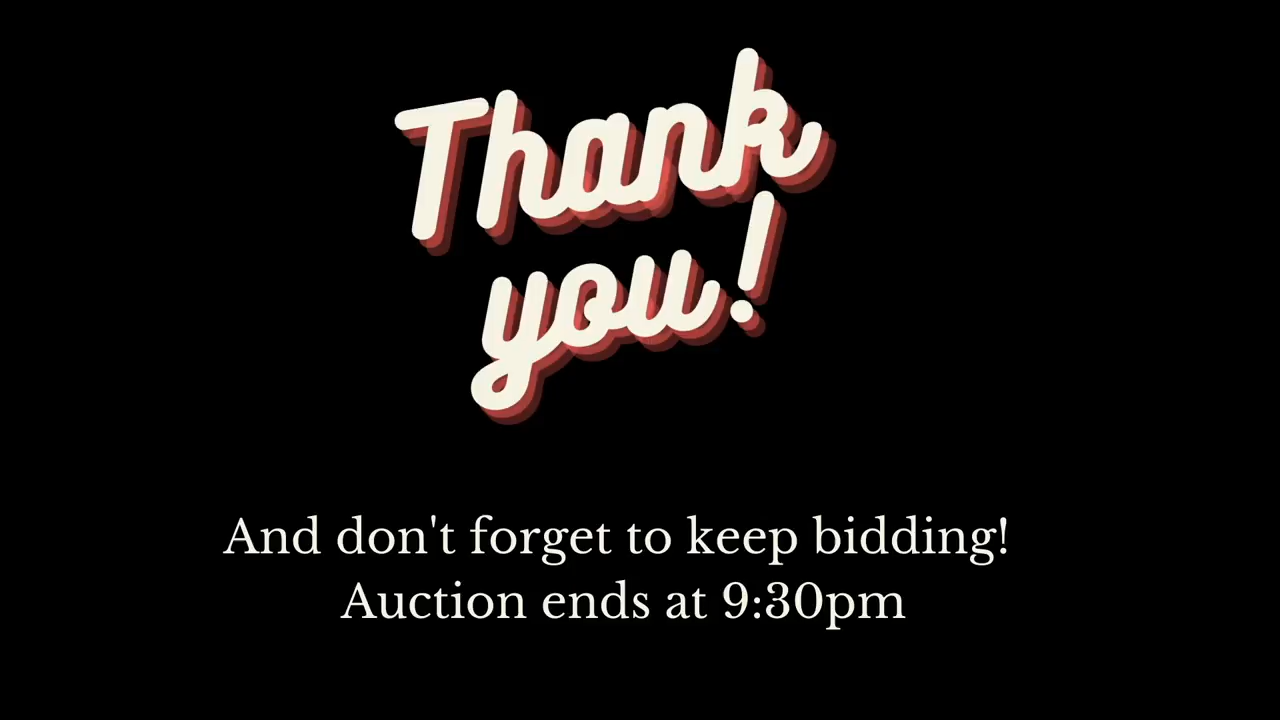 Thank
you!
And don't forget to keep bidding!
Auction ends at 9:30pm